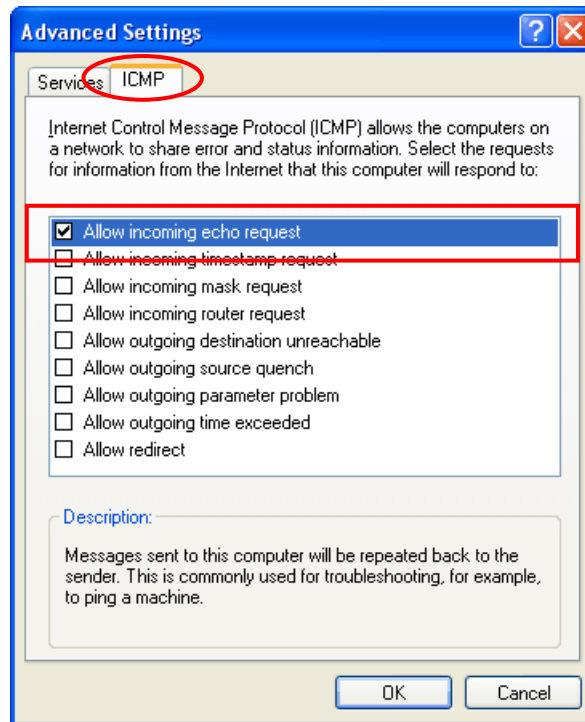 Advanced Settings
Services
ICMP
Internet Control Message Protocol (ICMP) allows the computers on
a network to share error and status information. Select the requests
for information from the Internet that this computer will respond to:
Allow incoming echo request
Allow incoming timestamp request
Allow incoming mask request
Allow incoming router request
Allow outgoing destination unreachable
Allow outgoing source quench
Allow outgoing parameter problem
Allow outgoing time exceeded
Allow redirect
Description:
Messages sent to this computer will be repeated back to the
sender. This is commonly used for troubleshooting, for example,
to ping a machine.
OK
Cancel